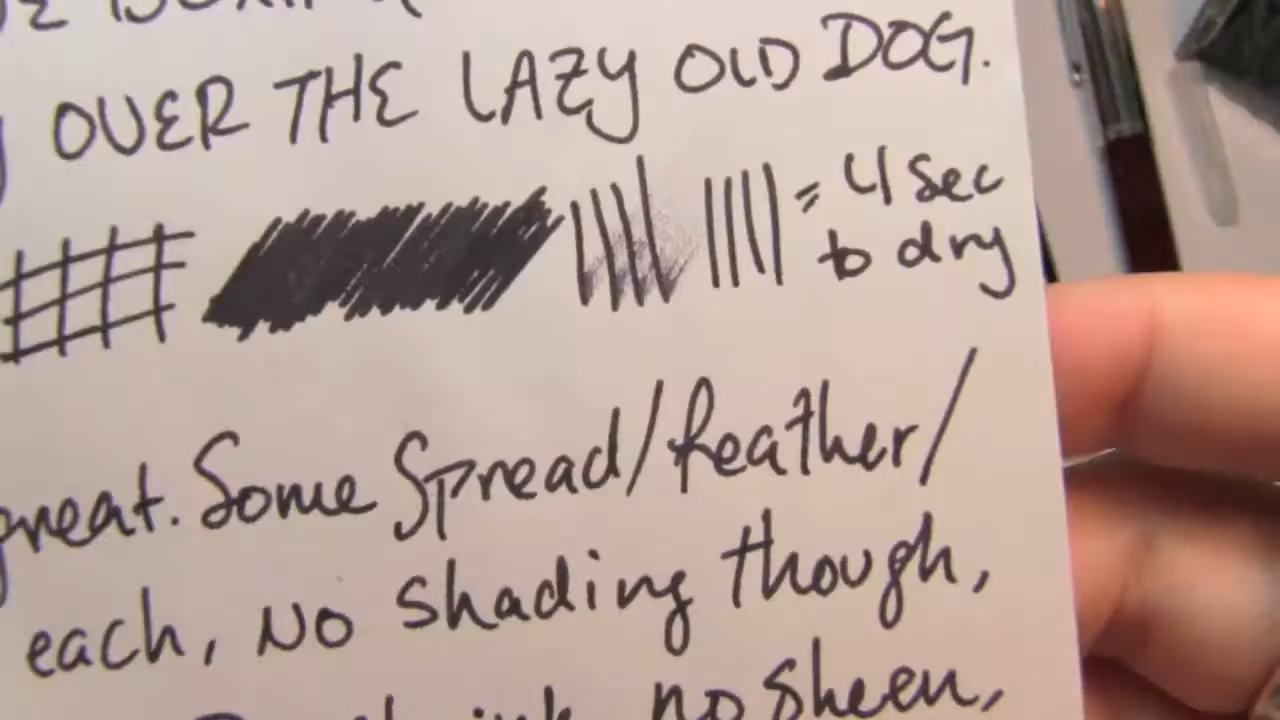 OVER THE LAZY OLD DOG.
= 4 Sec
to dry
great. Some Spread/feather/
each, No shading though,
ink, no sheen,